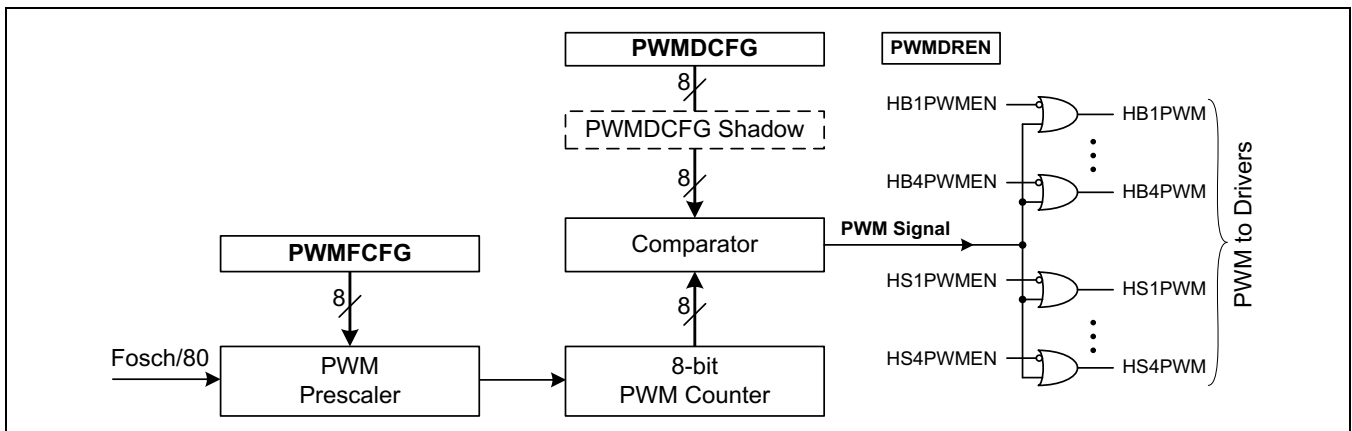 PWMDCFG
PWMDREN
8
PWMDCFG Shadow
8
Comparator
PWM Signal
PWMFCFG
8
8
Fosch/80
PWM
Prescaler
8-bit
PWM Counter
HB1PWMEN
HB1PWM
HB4PWMEN
HB4PWM
HS1PWMEN
HS1PWM
HS4PWMEN
HS4PWM
PWM to Drivers